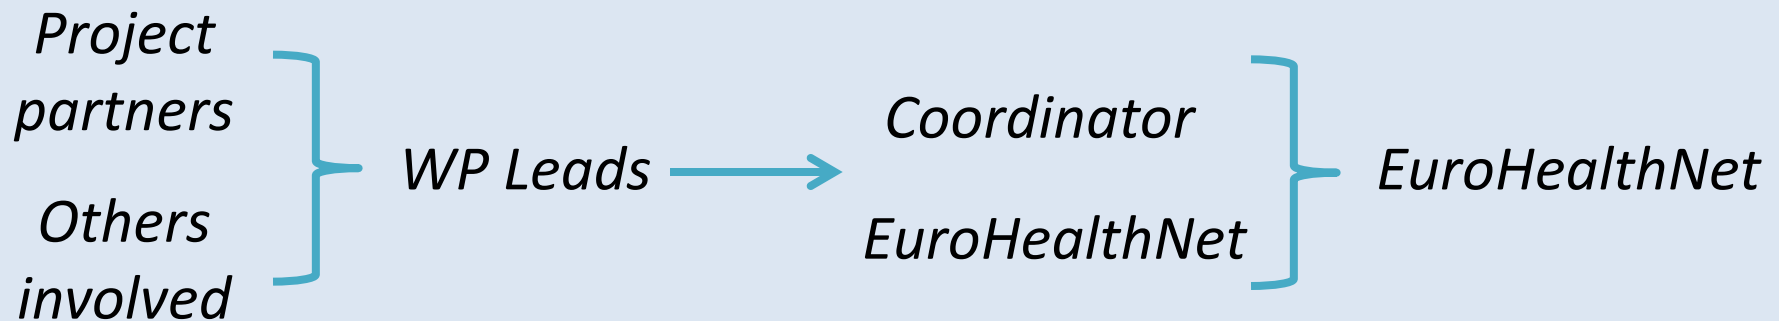 Project
partners
Others
involved
WP Leads
Coordinator
EuroHealthNet
EuroHealthNet